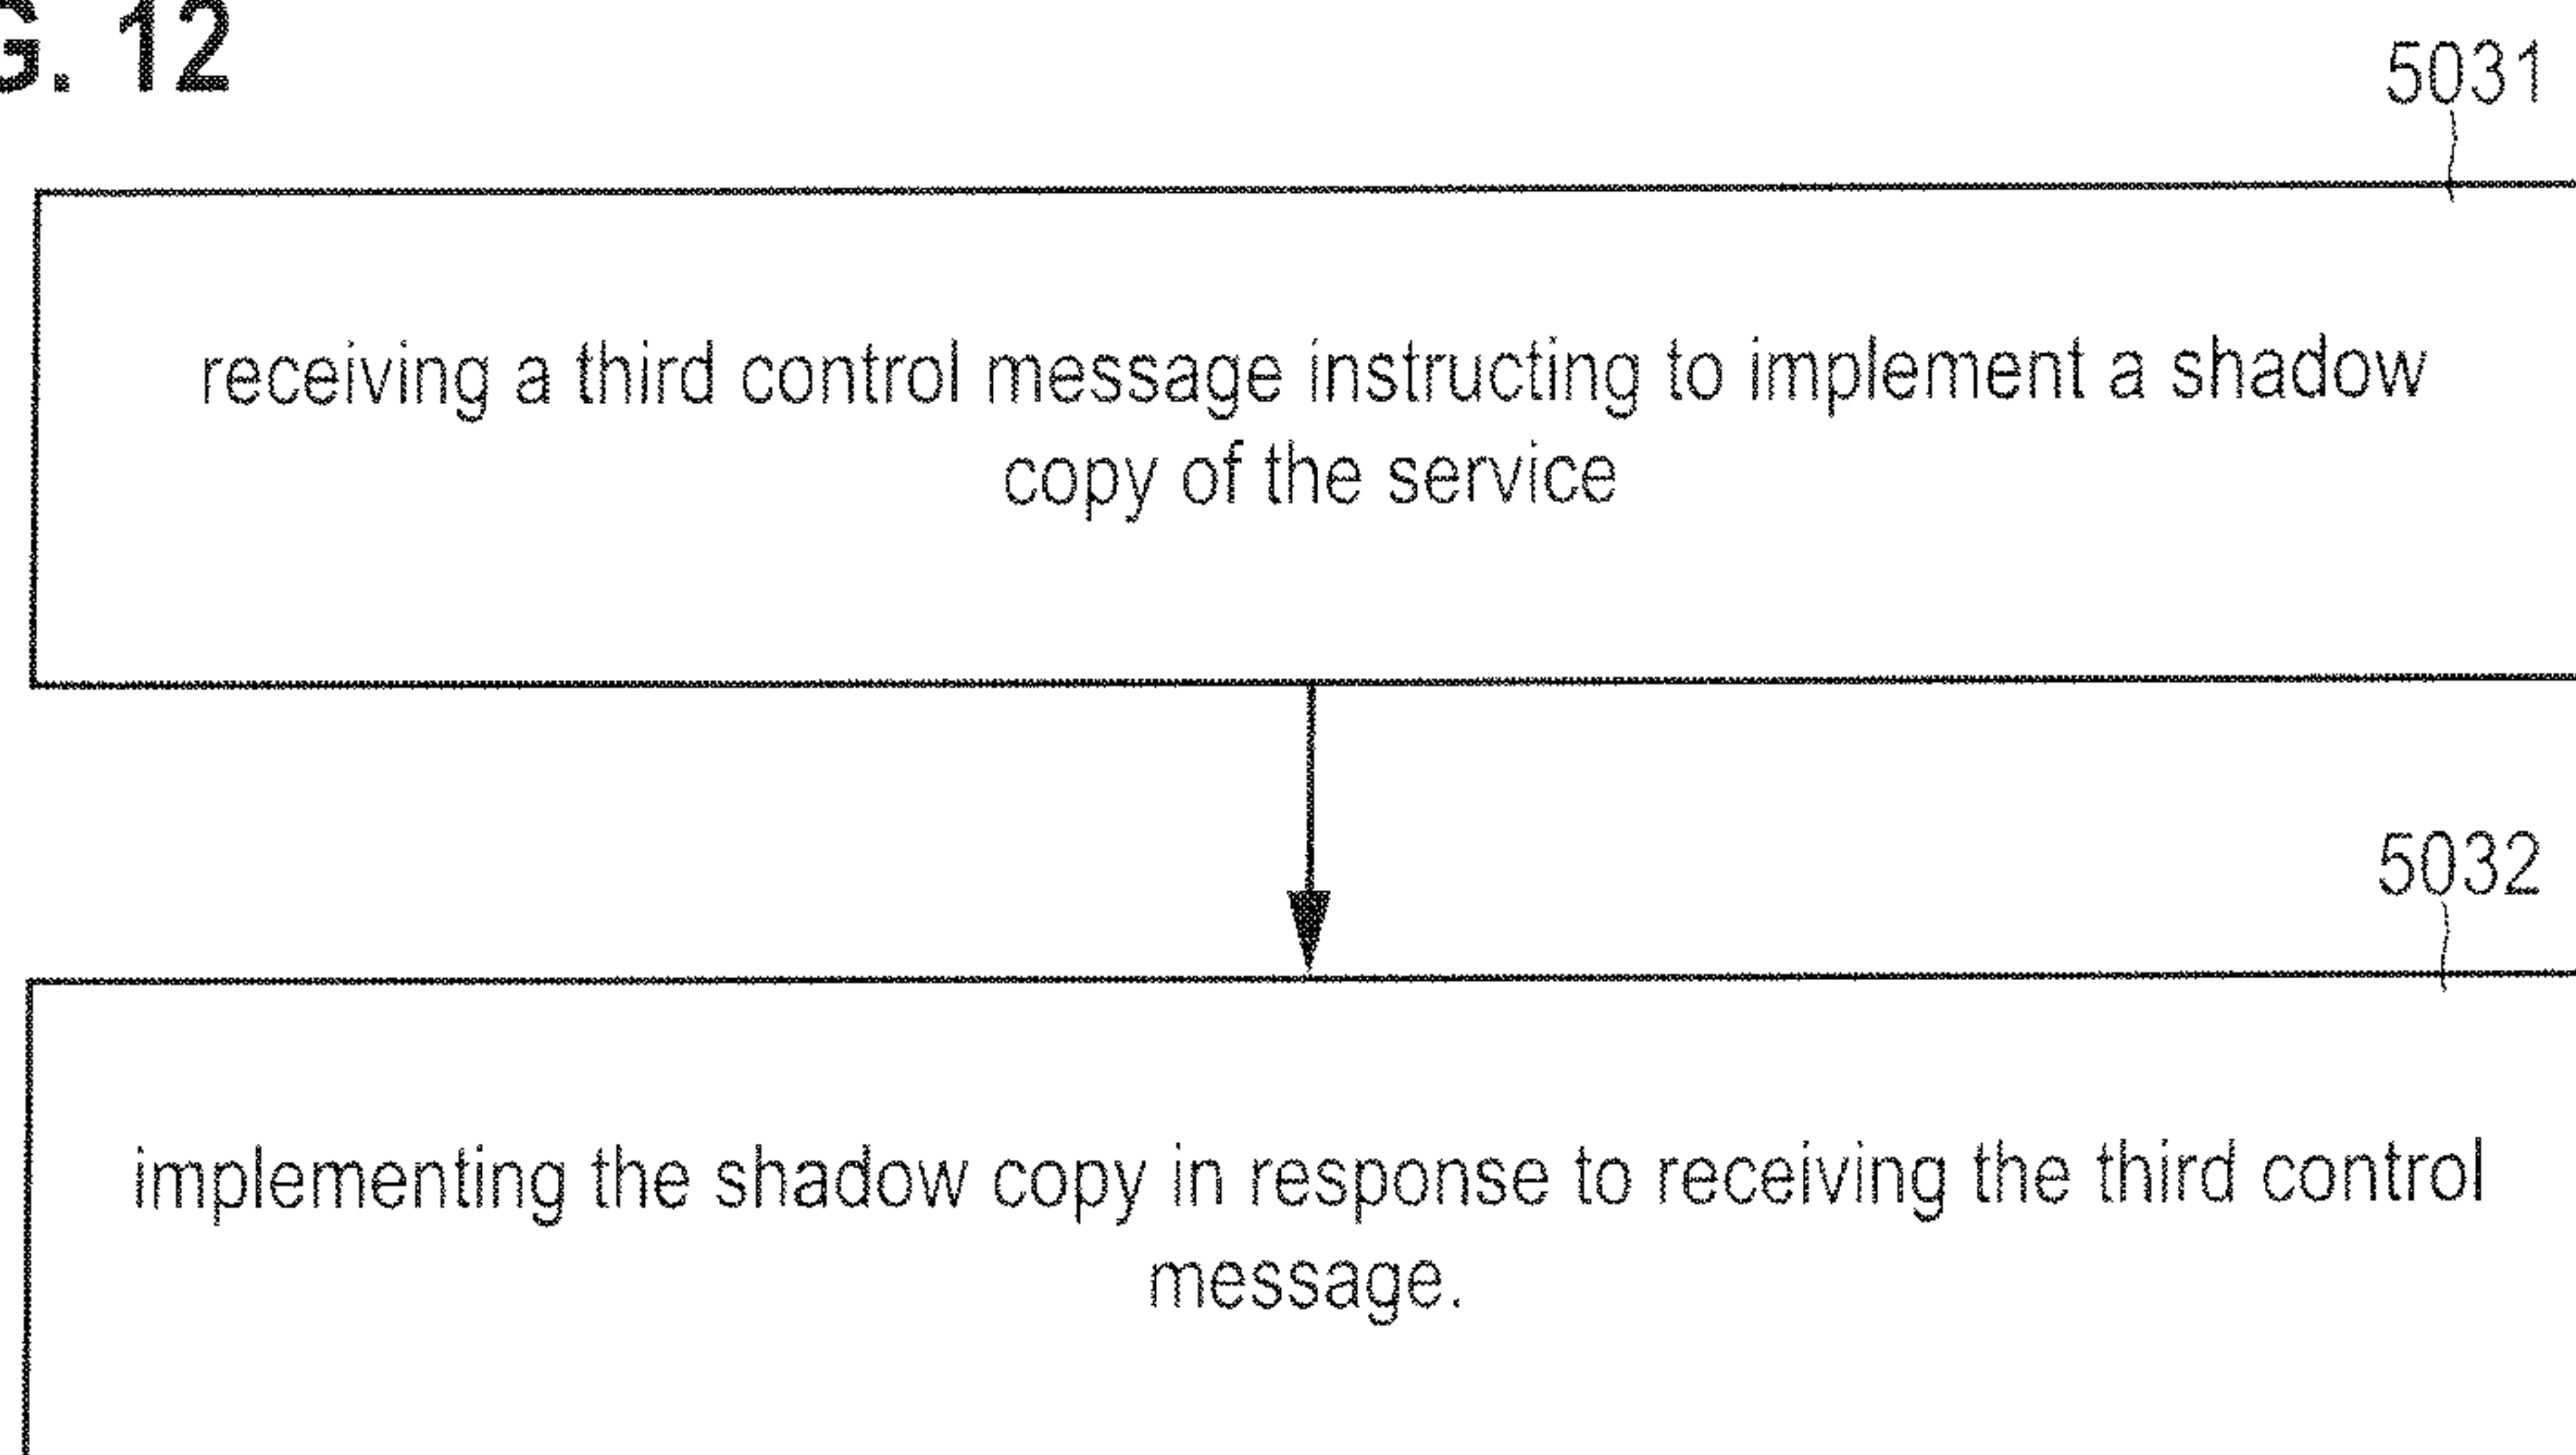 G. 12
5031
receiving a third control message instructing to implement a shadow
copy of the service
5032
implementing the shadow copy in response to receiving the third control
message.